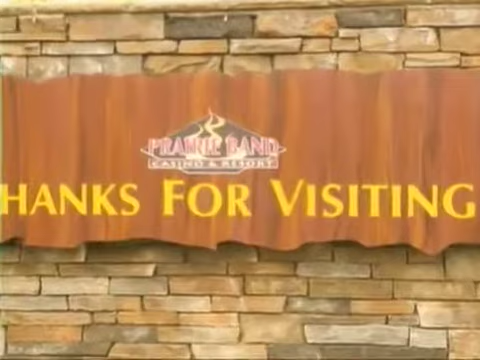 PRAIRIE BAND
CASINO & RESORT
HANKS FOR VISITING